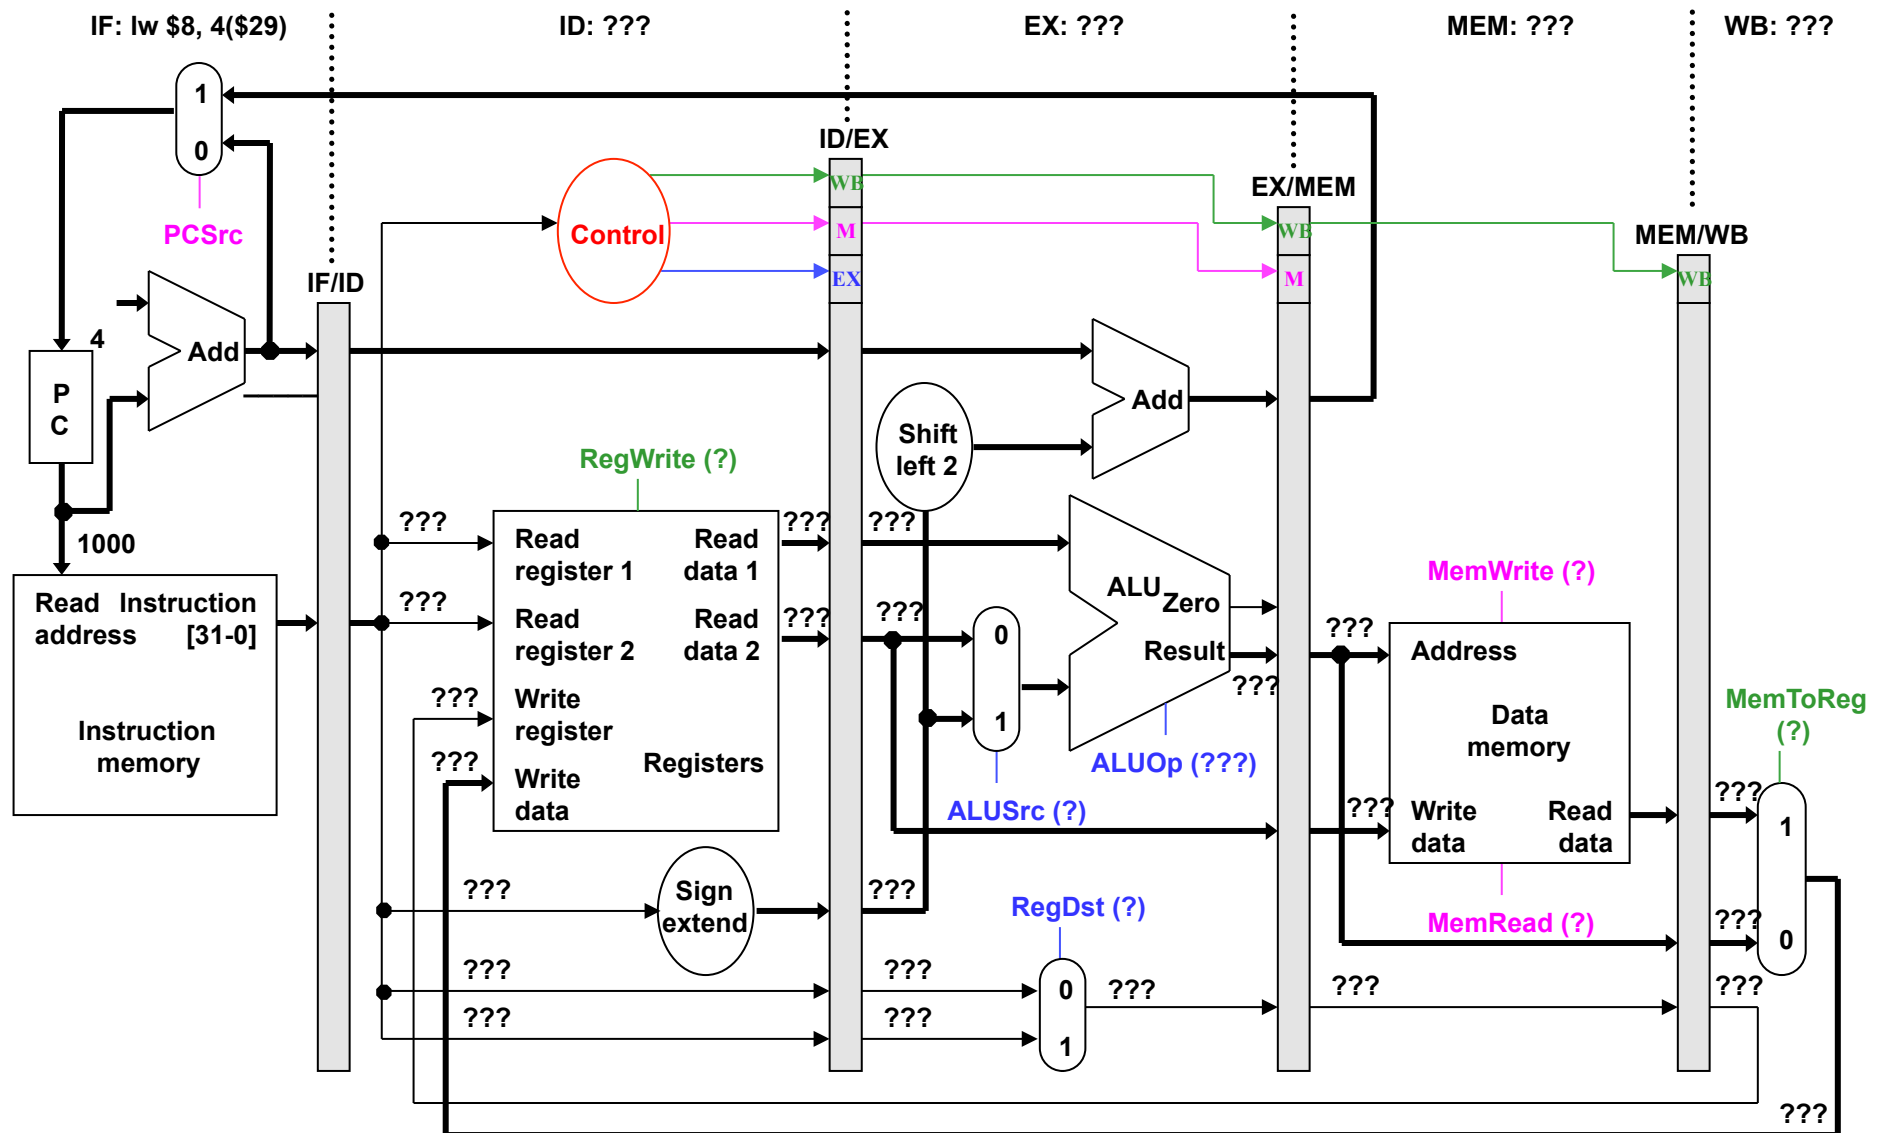 IF: lw $8, 4($29)
ID: ???
EX: ???
MEM: ???
WB: ???
1
0
PCSrc
ID/EX
WB
M
EX
Control
EX/MEM
WB
M
MEM/WB
WB
IF/ID
4
Add
P
C
1000
Add
Shift
left 2
RegWrite (?)
???
???
???
???
Read
register 1
Read
data 1
Read
register 2
Read
data 2
Write
register
Write
data
Registers
???
???
???
???
Read
address
Instruction
[31-0]
Instruction
memory
0
1
ALUSrc (?)
ALU
Zero
Result
???
ALUOp (???)
MemWrite (?)
???
Address
Data
memory
???
Write
data
Read
data
MemRead (?)
MemToReg
(?)
???
1
???
0
???
Sign
extend
???
RegDst (?)
???
???
???
???
0
1
???
???
???
???